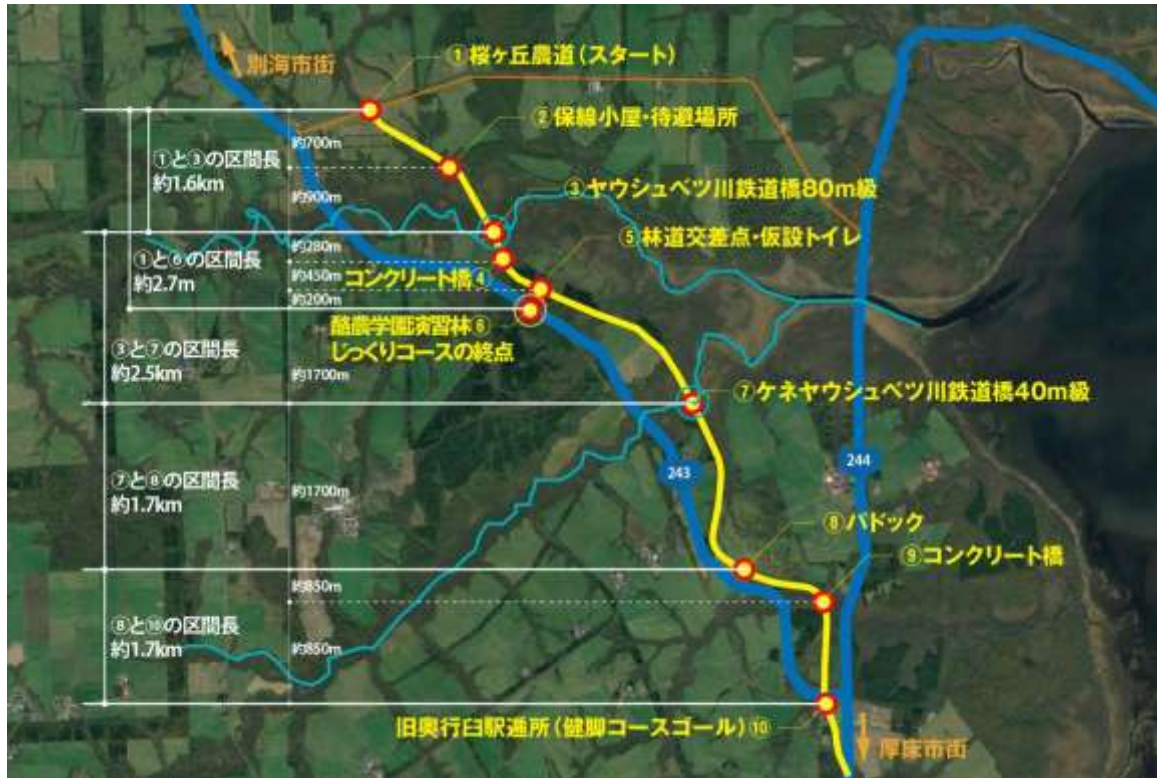 別海市街
①桜ヶ丘農道(スタート)
②保線小屋・待避場所
③ヤウシュベツ川鉄道橋80m級
⑤林道交差点・仮設トイレ
コンクリート橋④
酪農学園演習林⑥
じっくりコースの終点
⑦ケネヤウシュベツ川鉄道橋40m級
⑧パドック
⑨コンクリート橋
旧奥行臼駅逓所(健脚コースゴール)⑩
厚床市街
243
244
①と③の区間長
約1.6km
①と⑥の区間長
約2.7m
③と⑦の区間長
約2.5km
⑦と⑧の区間長
約1.7km
⑧と⑩の区間長
約1.7km
約700m
約900m
約280m
約450m
約200m
約1700m
約1700m
約850m
約850m